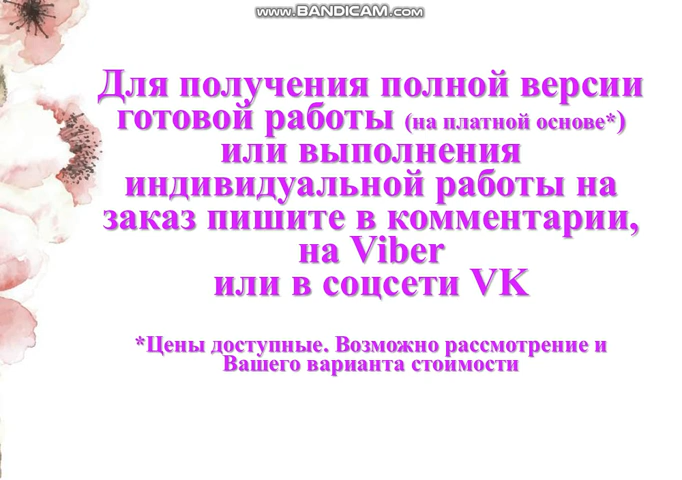 www.BANDICAM.com
Для получения полной версии
готовой работы (на платной основе*)
или выполнения
индивидуальной работы на
заказ пишите в комментарии,
на Viber
или в соцсети VK
*Цены доступные. Возможно рассмотрение и
Вашего варианта стоимости